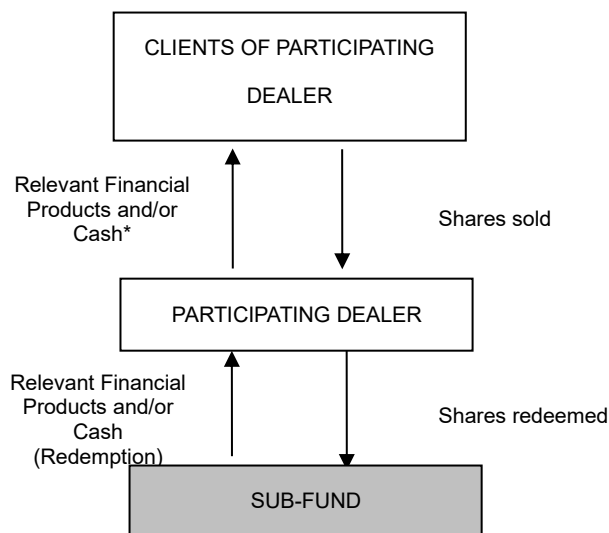 CLIENTS OF PARTICIPATING
DEALER
Relevant Financial
Products and/or
Cash*
Shares sold
PARTICIPATING DEALER
Relevant Financial
Products and/or
Cash
(Redemption)
Shares redeemed
SUB-FUND